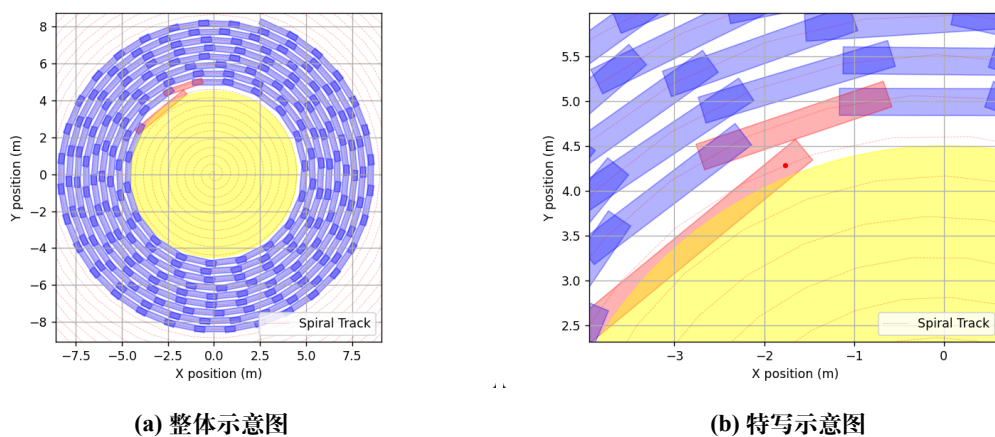 8
6
4
2
0
−2
−4
−6
−8
Y position (m)
−7.5 −5.0 −2.5 0.0 2.5 5.0 7.5
X position (m)
Spiral Track
(a) 整体示意图
5.5
5.0
4.5
4.0
3.5
3.0
2.5
Y position (m)
−3 −2 −1 0
X position (m)
Spiral Track
(b) 特写示意图